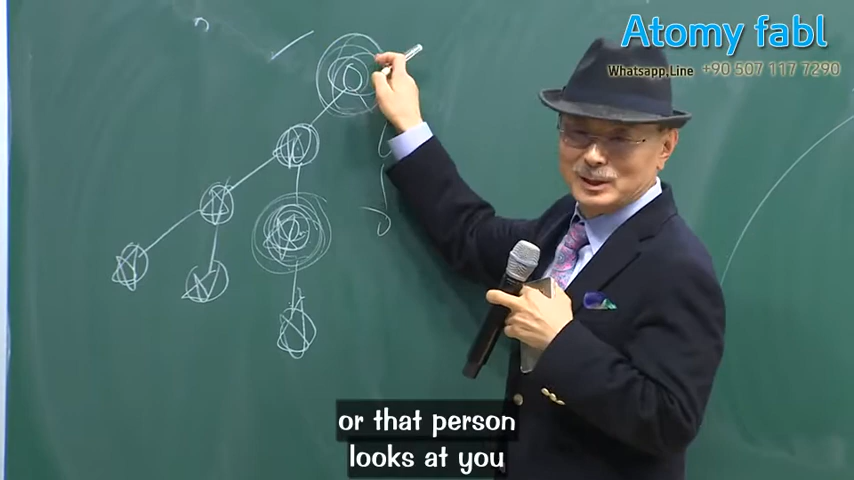 Atomy fabl
Whatsapp.Line +90 507 117 7290
or that person
looks at you